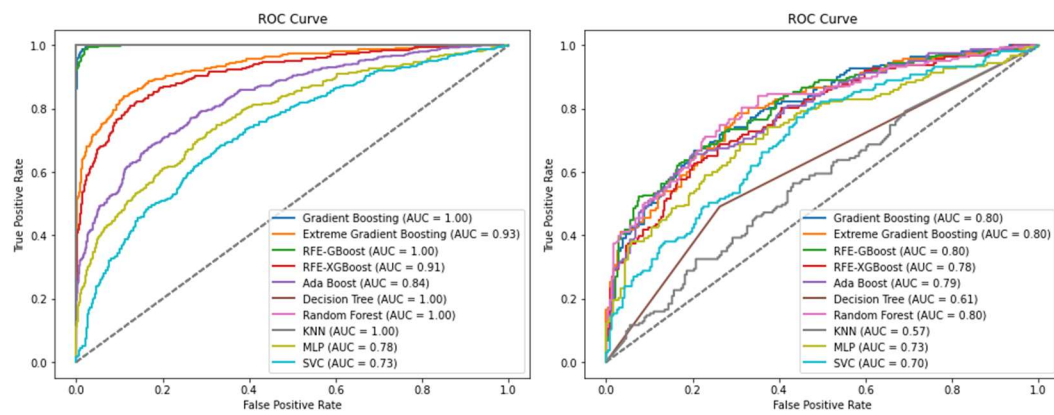 ROC Curve
True Positive Rate
1.0
0.8
0.6
0.4
0.2
0.0
Gradient Boosting (AUC = 1.00)
Extreme Gradient Boosting (AUC = 0.93)
RFE-GBoost (AUC = 1.00)
RFE-XGBoost (AUC = 0.91)
Ada Boost (AUC = 0.84)
Decision Tree (AUC = 1.00)
Random Forest (AUC = 1.00)
KNN (AUC = 1.00)
MLP (AUC = 0.78)
SVC (AUC = 0.73)
0.0 0.2 0.4 0.6 0.8 1.0
False Positive Rate
ROC Curve
True Positive Rate
1.0
0.8
0.6
0.4
0.2
0.0
Gradient Boosting (AUC = 0.80)
Extreme Gradient Boosting (AUC = 0.80)
RFE-GBoost (AUC = 0.80)
RFE-XGBoost (AUC = 0.78)
Ada Boost (AUC = 0.79)
Decision Tree (AUC = 0.61)
Random Forest (AUC = 0.80)
KNN (AUC = 0.57)
MLP (AUC = 0.73)
SVC (AUC = 0.70)
0.0 0.2 0.4 0.6 0.8 1.0
False Positive Rate